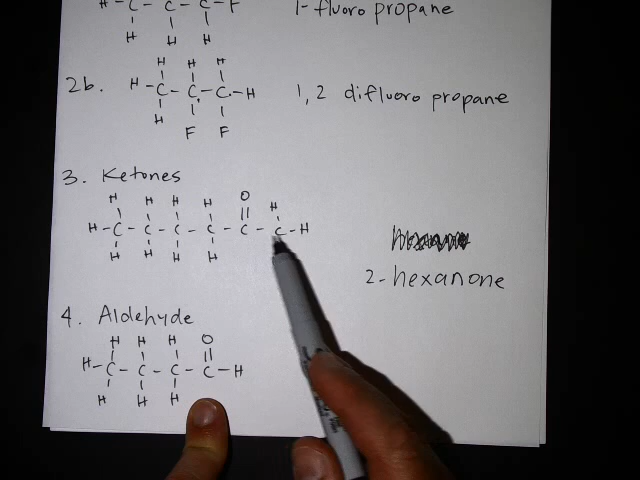 H-C-C-C-F 1-fluoro propane
H H H
H H H
2b. H-C-C-C-H 1,2 difluoro propane
H F F
3. Ketones
H H H H O H
H-C-C-C-C-C-C-H
H H H H
2-hexanone
4. Aldehyde
H H H O
H-C-C-C-C-H
H H H